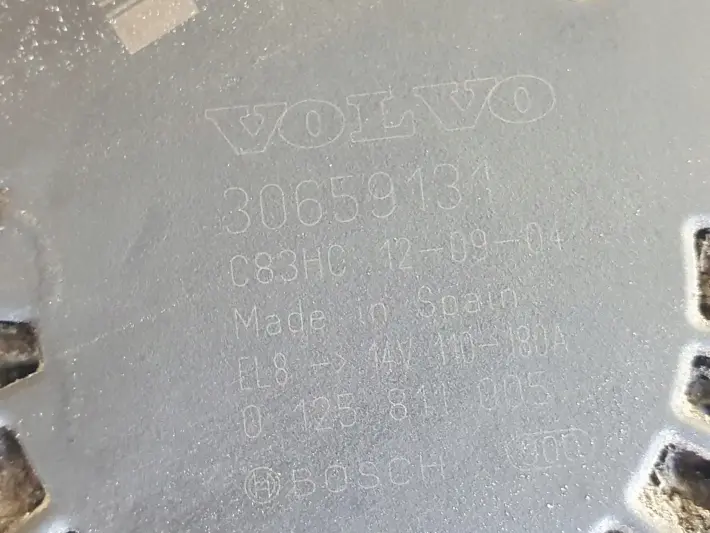 VOLVO
30659131
C83HC 12-09-04
Made in Spain
EL8 -> 14V 110-180A
0 125 811 005
BOSCH